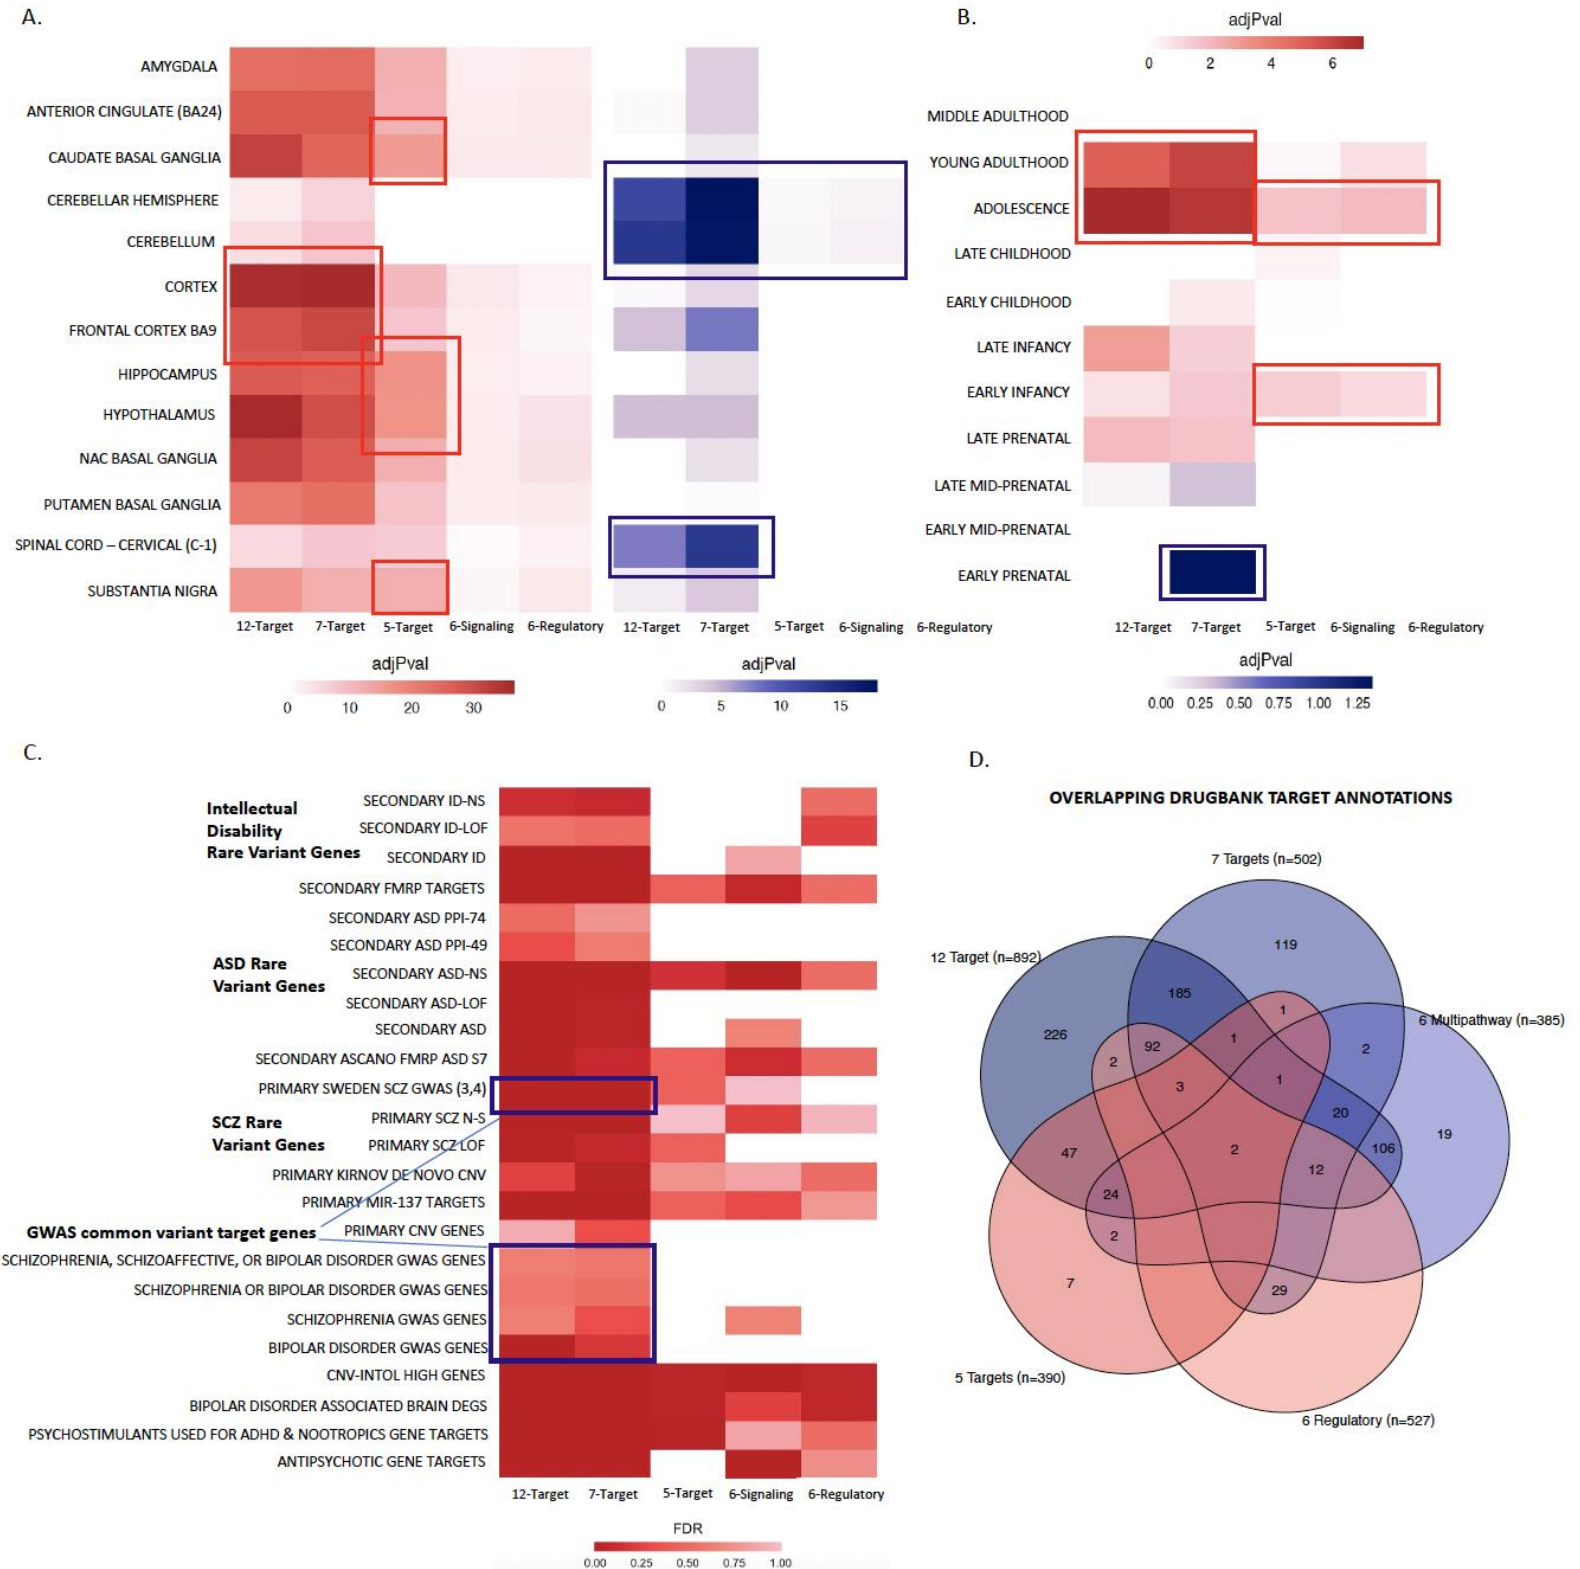 A.
AMYGDALA
ANTERIOR CINGULATE (BA24)
CAUDATE BASAL GANGLIA
CEREBELLAR HEMISPHERE
CEREBELLUM
CORTEX
FRONTAL CORTEX BA9
HIPPOCAMPUS
HYPOTHALAMUS
NAC BASAL GANGLIA
PUTAMEN BASAL GANGLIA
SPINAL CORD – CERVICAL (C-1)
SUBSTANTIA NIGRA
12-Target 7-Target 5-Target 6-Signaling 6-Regulatory 12-Target 7-Target 5-Target 6-Signaling 6-Regulatory
adjPval
0 10 20 30
adjPval
0 5 10 15
B.
adjPval
0 2 4 6
MIDDLE ADULTHOOD
YOUNG ADULTHOOD
ADOLESCENCE
LATE CHILDHOOD
EARLY CHILDHOOD
LATE INFANCY
EARLY INFANCY
LATE PRENATAL
LATE MID-PRENATAL
EARLY MID-PRENATAL
EARLY PRENATAL
12-Target 7-Target 5-Target 6-Signaling 6-Regulatory
adjPval
0.00 0.25 0.50 0.75 1.00 1.25
C.
Intellectual
Disability
Rare Variant Genes
ASD Rare
Variant Genes
SCZ Rare
Variant Genes
GWAS common variant target genes
SECONDARY ID-NS
SECONDARY ID-LOF
SECONDARY ID
SECONDARY FMRP TARGETS
SECONDARY ASD PPI-74
SECONDARY ASD PPI-49
SECONDARY ASD-NS
SECONDARY ASD-LOF
SECONDARY ASD
SECONDARY ASCANO FMRP ASD S7
PRIMARY SWEDEN SCZ GWAS (3,4)
PRIMARY SCZ N-S
PRIMARY SCZ LOF
PRIMARY KIRNOV DE NOVO CNV
PRIMARY MIR-137 TARGETS
PRIMARY CNV GENES
SCHIZOPHRENIA, SCHIZOAFFECTIVE, OR BIPOLAR DISORDER GWAS GENES
SCHIZOPHRENIA OR BIPOLAR DISORDER GWAS GENES
SCHIZOPHRENIA GWAS GENES
BIPOLAR DISORDER GWAS GENES
CNV-INTOL HIGH GENES
BIPOLAR DISORDER ASSOCIATED BRAIN DEGS
PSYCHOSTIMULANTS USED FOR ADHD & NOOTROPICS GENE TARGETS
ANTIPSYCHOTIC GENE TARGETS
12-Target 7-Target 5-Target 6-Signaling 6-Regulatory
FDR
0.00 0.25 0.50 0.75 1.00
D.
OVERLAPPING DRUGBANK TARGET ANNOTATIONS
7 Targets (n=502)
12 Target (n=892)
6 Multipathway (n=385)
5 Targets (n=390)
6 Regulatory (n=527)
119
185
1
226
92
1
2
2
3
1
20
19
47
2
106
12
24
2
7
29